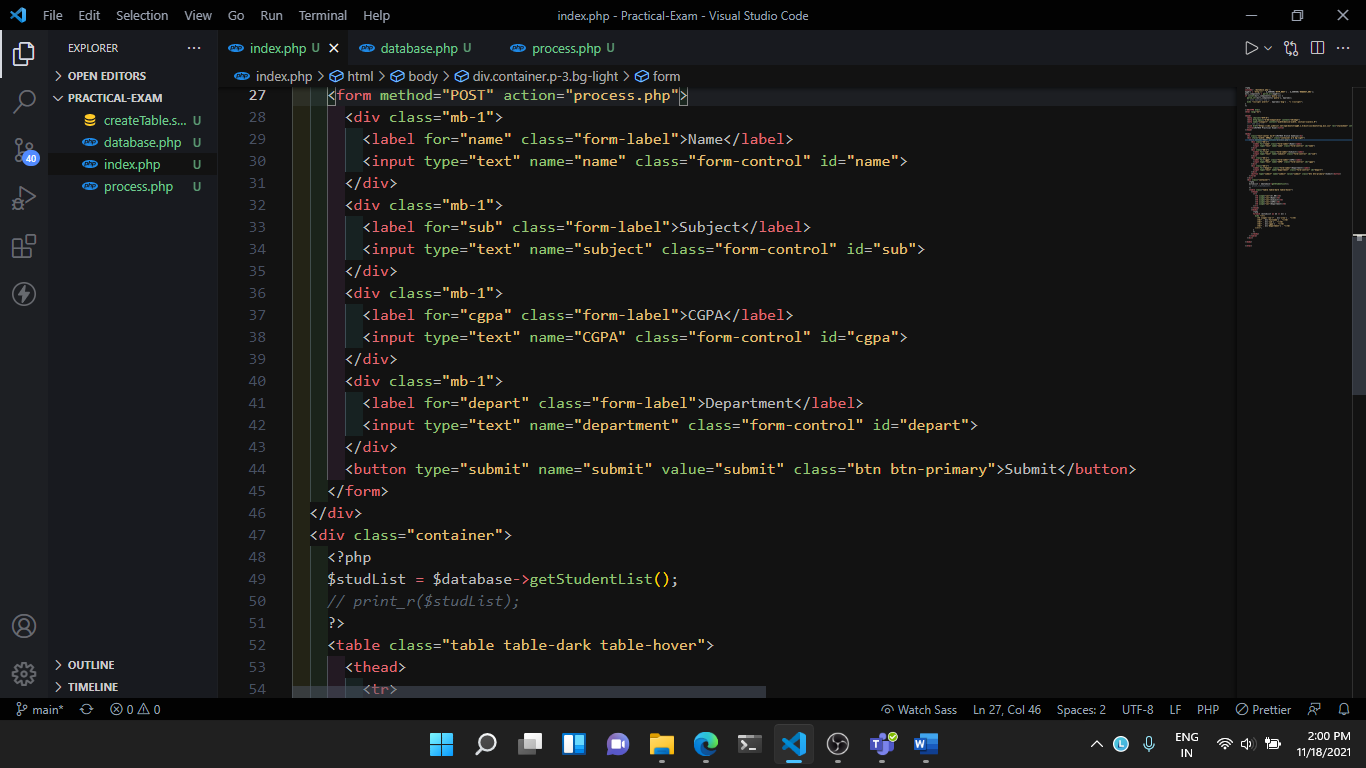 File Edit Selection View Go Run Terminal Help index.php - Practical-Exam - Visual Studio Code
EXPLORER ···
OPEN EDITORS
PRACTICAL-EXAM
createTable.s... U
database.php U
index.php U
process.php U
OUTLINE
TIMELINE
40
index.php U database.php U process.php U
index.php > html > body > div.container.p-3.bg-light > form
27 <form method="POST" action="process.php">
28 <div class="mb-1">
29 <label for="name" class="form-label">Name</label>
30 <input type="text" name="name" class="form-control" id="name">
31 </div>
32 <div class="mb-1">
33 <label for="sub" class="form-label">Subject</label>
34 <input type="text" name="subject" class="form-control" id="sub">
35 </div>
36 <div class="mb-1">
37 <label for="cgpa" class="form-label">CGPA</label>
38 <input type="text" name="CGPA" class="form-control" id="cgpa">
39 </div>
40 <div class="mb-1">
41 <label for="depart" class="form-label">Department</label>
42 <input type="text" name="department" class="form-control" id="depart">
43 </div>
44 <button type="submit" name="submit" value="submit" class="btn btn-primary">Submit</button>
45 </form>
46 </div>
47 <div class="container">
48 <?php
49 $studList = $database->getStudentList();
50 // print_r($studList);
51 ?>
52 <table class="table table-dark table-hover">
53 <thead>
54 <tr>
main* 0 0 Watch Sass Ln 27, Col 46 Spaces: 2 UTF-8 LF PHP Prettier
ENG
IN
2:00 PM
11/18/2021